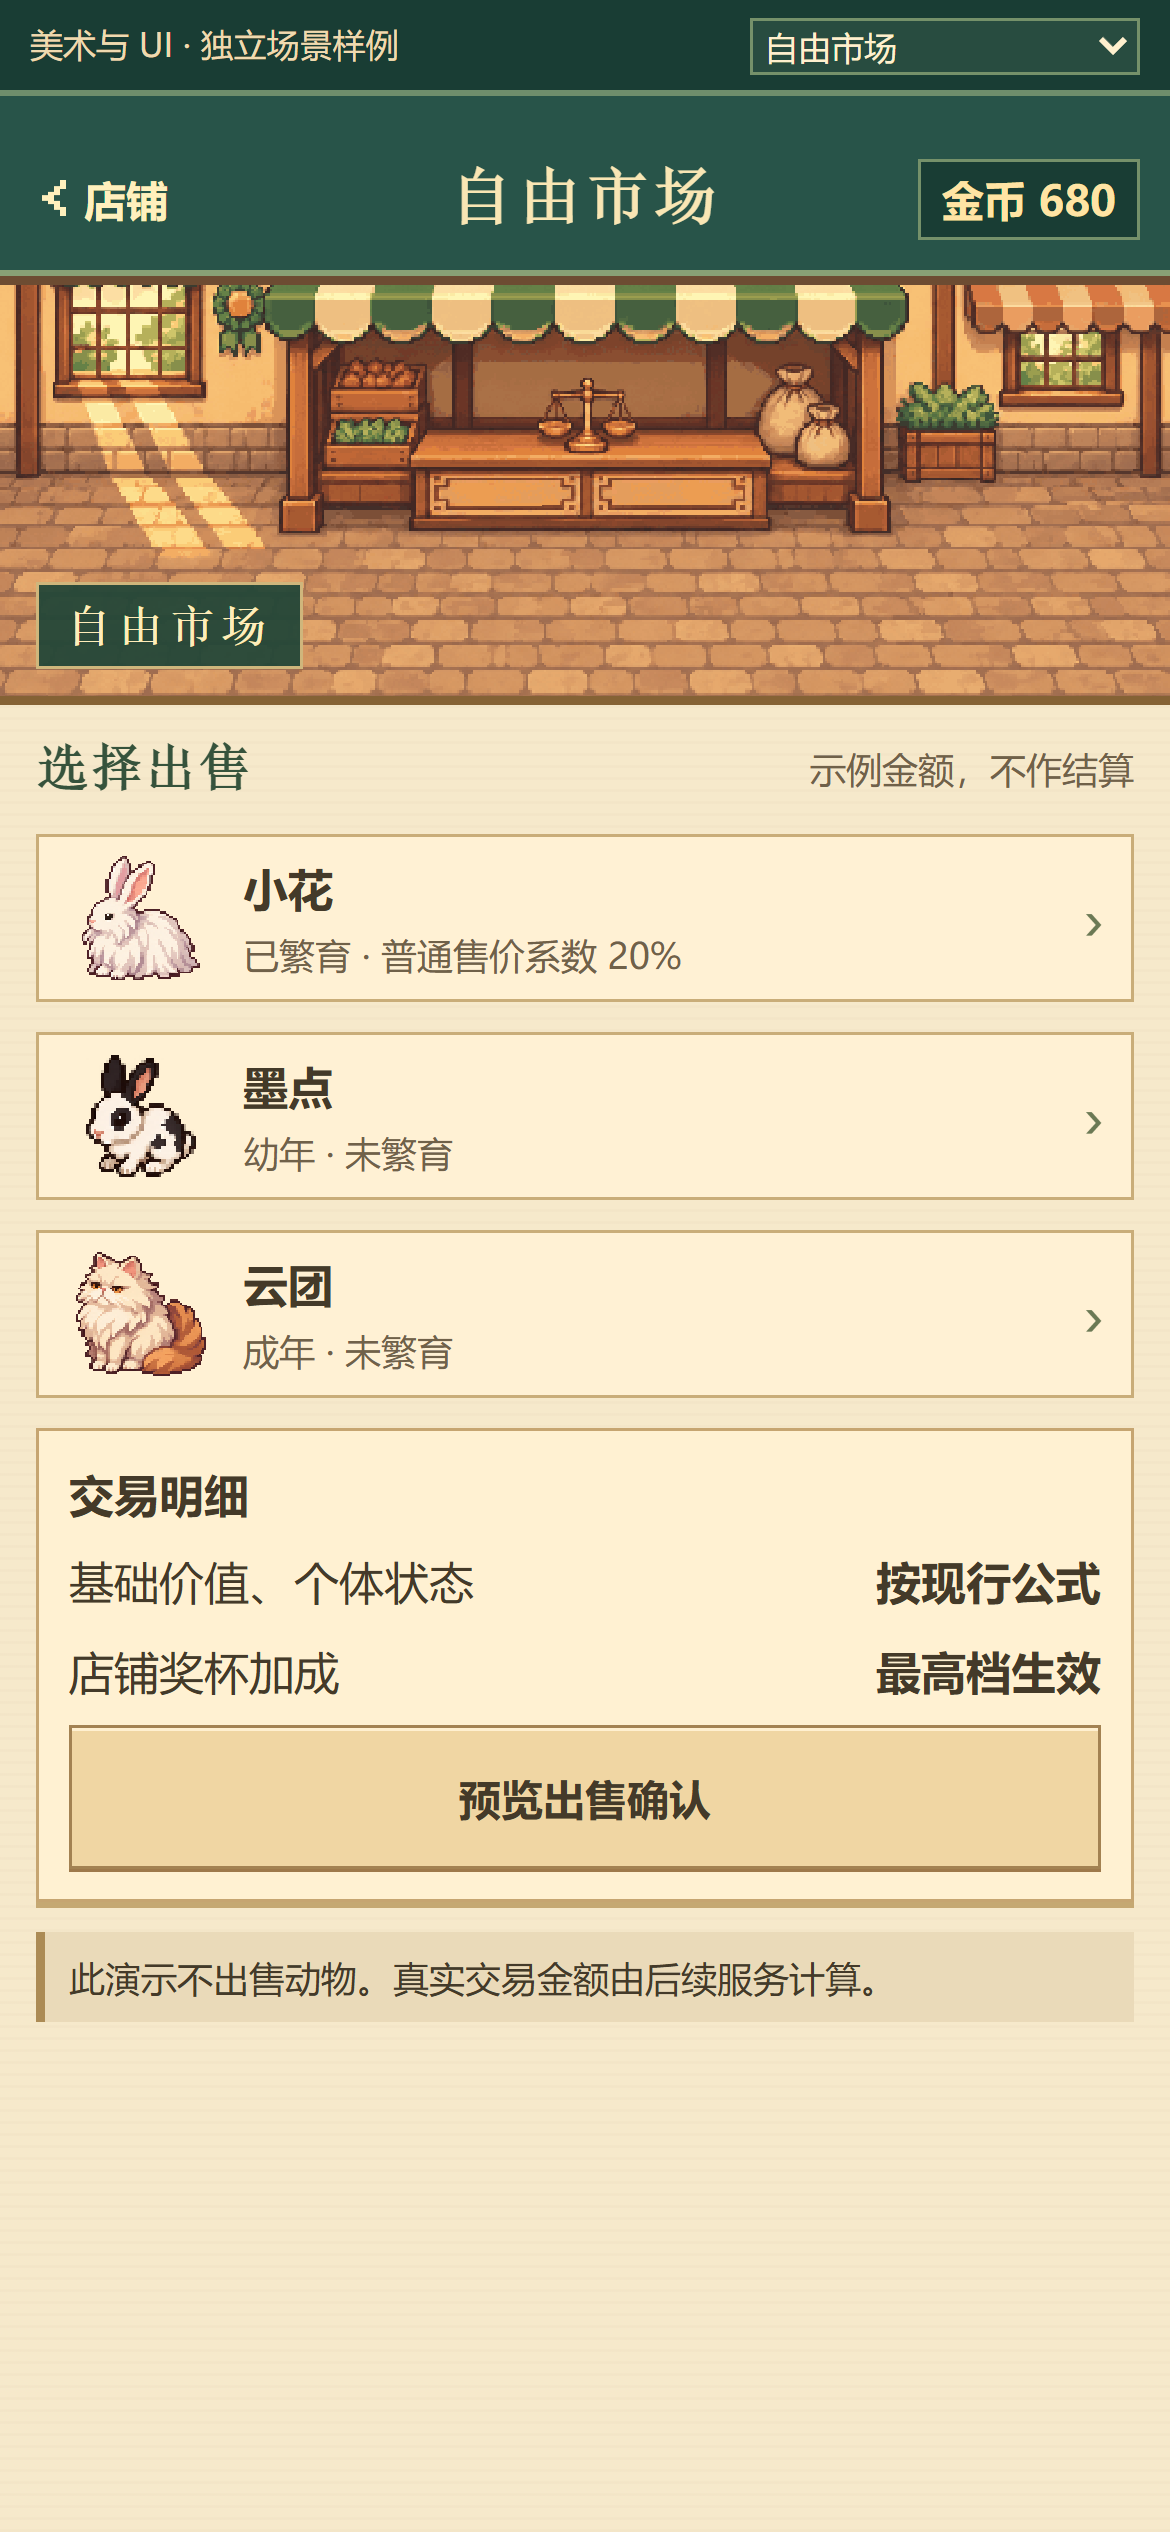 美术与 UI · 独立场景样例
自由市场
店铺
自由市场
金币 680
自由市场
选择出售
示例金额，不作结算
小花
已繁育 · 普通售价系数 20%
墨点
幼年 · 未繁育
云团
成年 · 未繁育
交易明细
基础价值、个体状态
按现行公式
店铺奖杯加成
最高档生效
预览出售确认
此演示不出售动物。真实交易金额由后续服务计算。